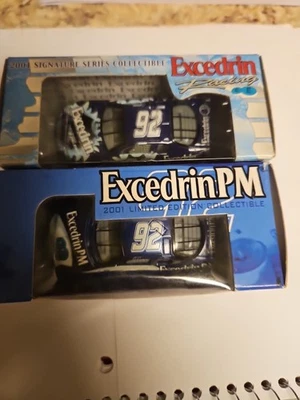 2001 SIGNATURE SERIES COLLECTIBLE
Excedrin
Racing
92
Excedrin
ExcedrinPM
2001 LIMITED EDITION COLLECTIBLE
92
ExcedrinPM